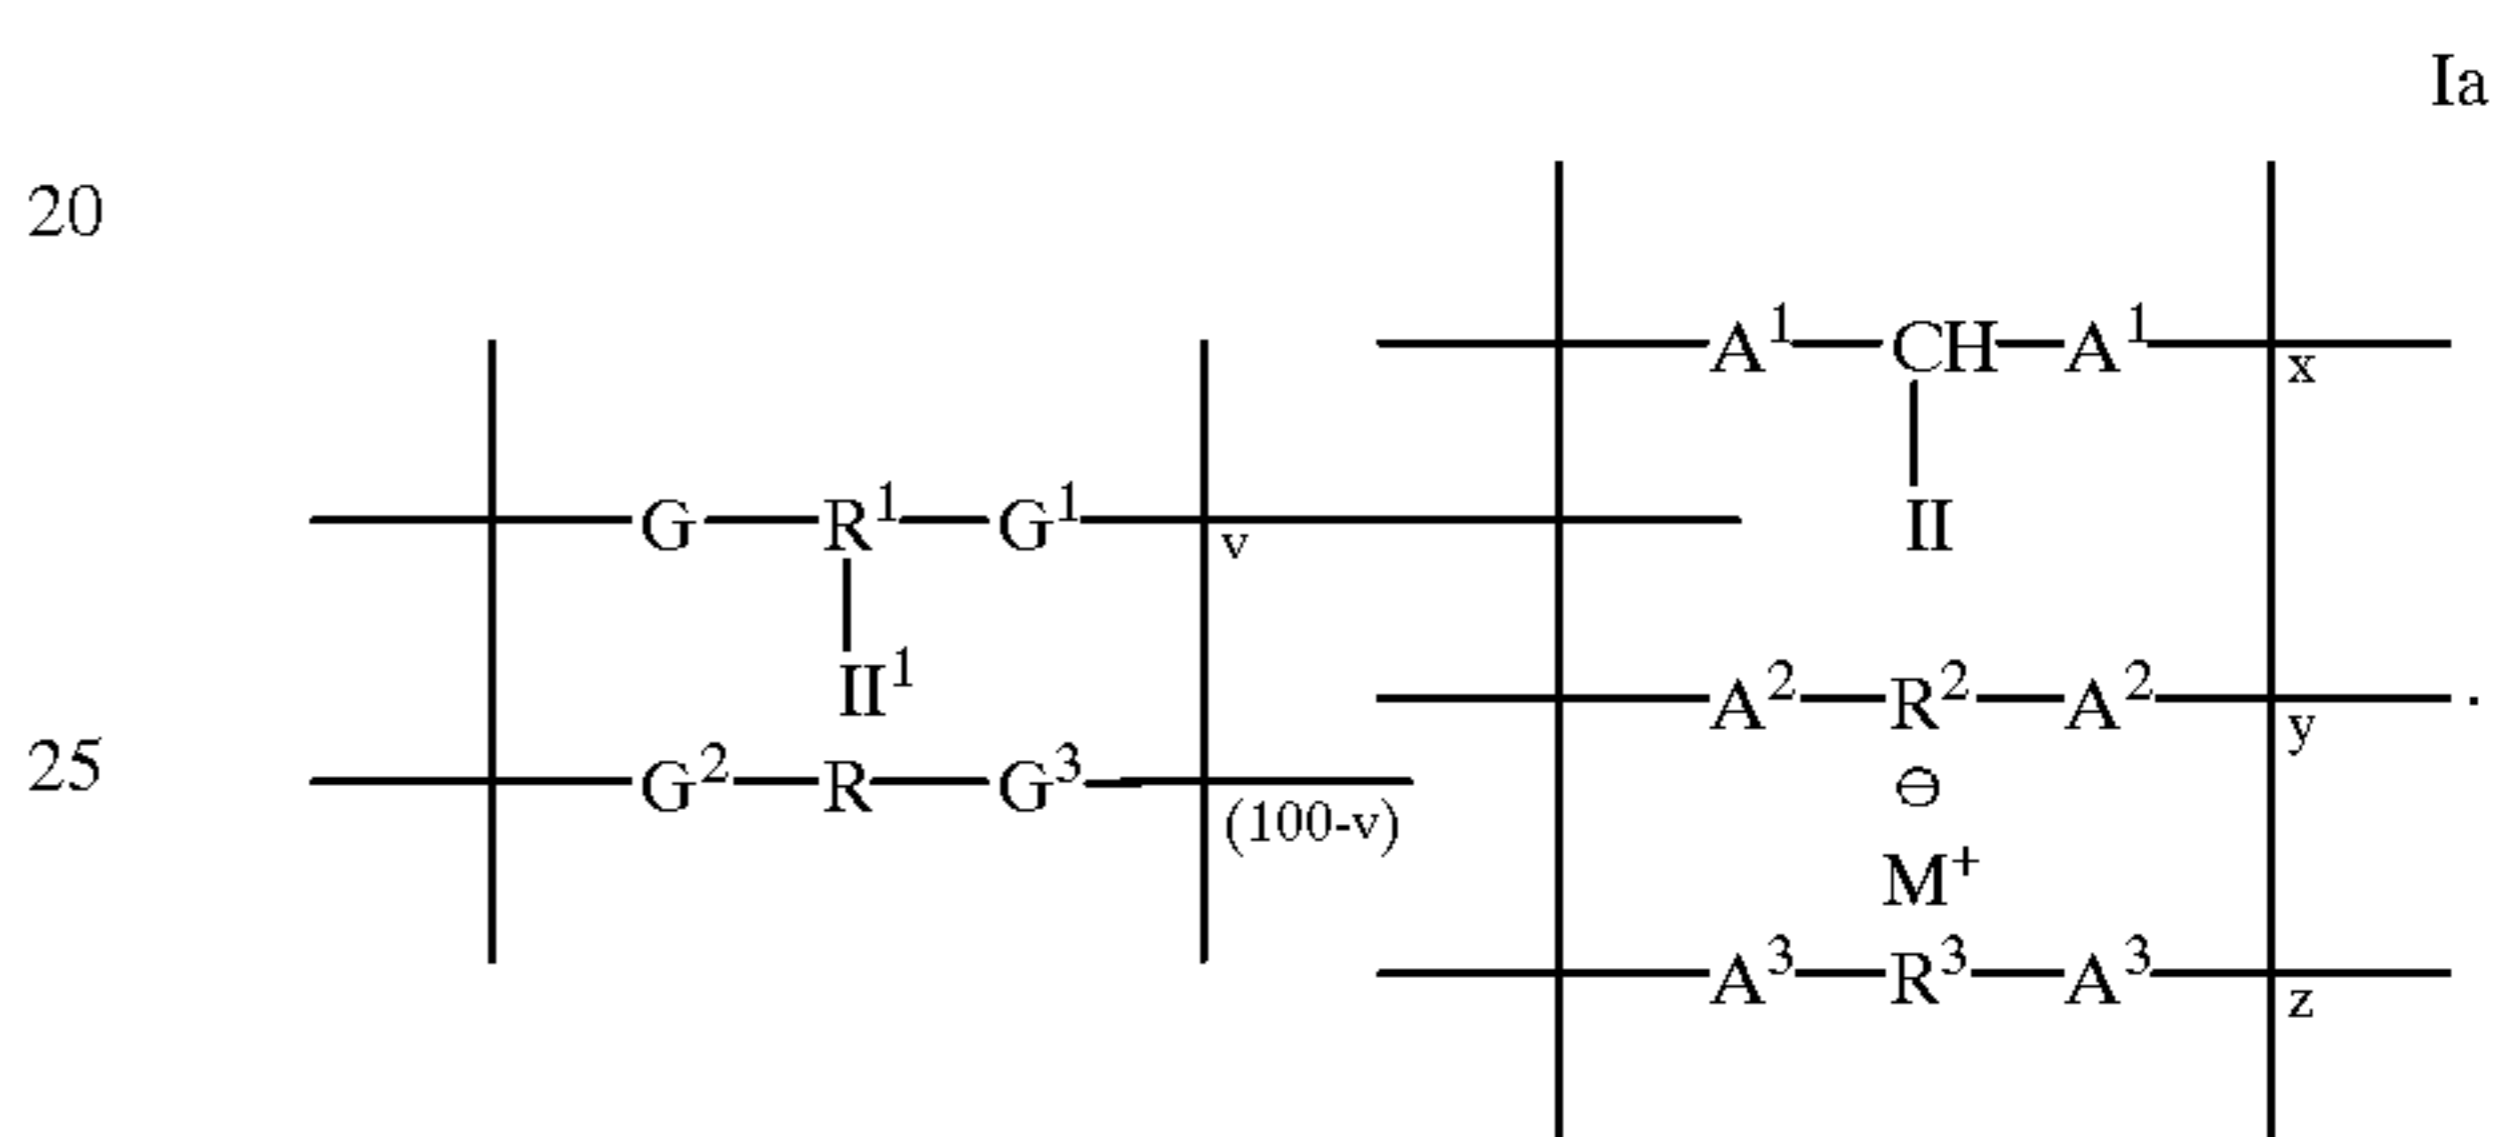 Ia
20
A¹—CH—A¹ x
G—R¹—G¹ v II
II¹
A²—R²—A² y .
25 G²—R—G³ (100-v) ⊖
M⁺
A³—R³—A³ z